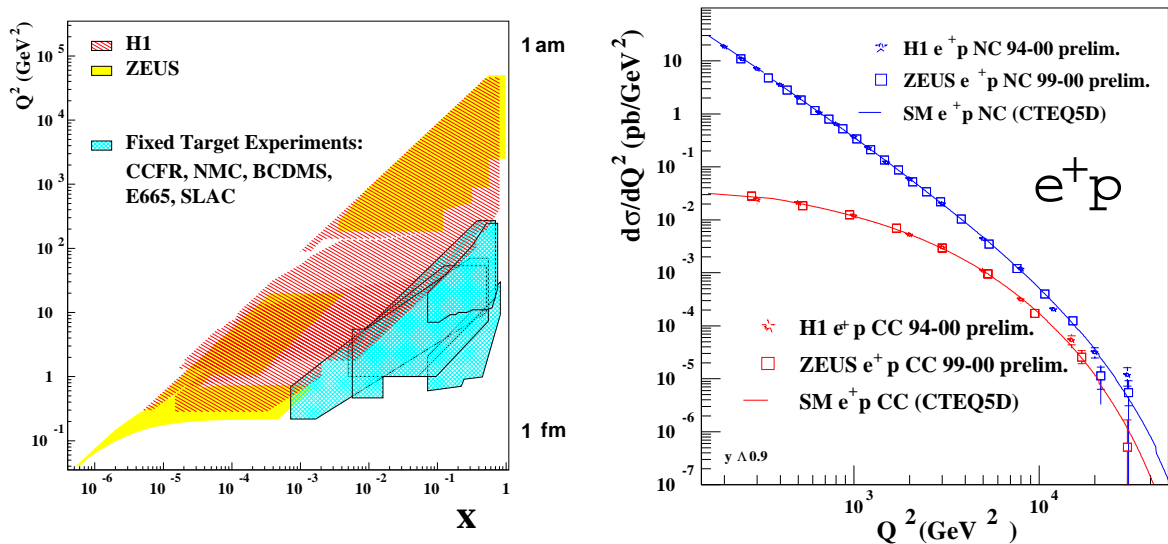 Q² (GeV²)
10⁵
10⁴
10³
10²
10
1
10⁻¹
H1
ZEUS
Fixed Target Experiments:
CCFR, NMC, BCDMS,
E665, SLAC
10⁻⁶
10⁻⁵
10⁻⁴
10⁻³
10⁻²
10⁻¹
1
x
1 am
1 fm
dσ/dQ² (pb/GeV²)
10
1
10⁻¹
10⁻²
10⁻³
10⁻⁴
10⁻⁵
10⁻⁶
10⁻⁷
H1 e⁺p NC 94-00 prelim.
ZEUS e⁺p NC 99-00 prelim.
SM e⁺p NC (CTEQ5D)
e⁺p
H1 e⁺p CC 94-00 prelim.
ZEUS e⁺p CC 99-00 prelim.
SM e⁺p CC (CTEQ5D)
y Λ 0.9
10³
10⁴
Q² (GeV²)